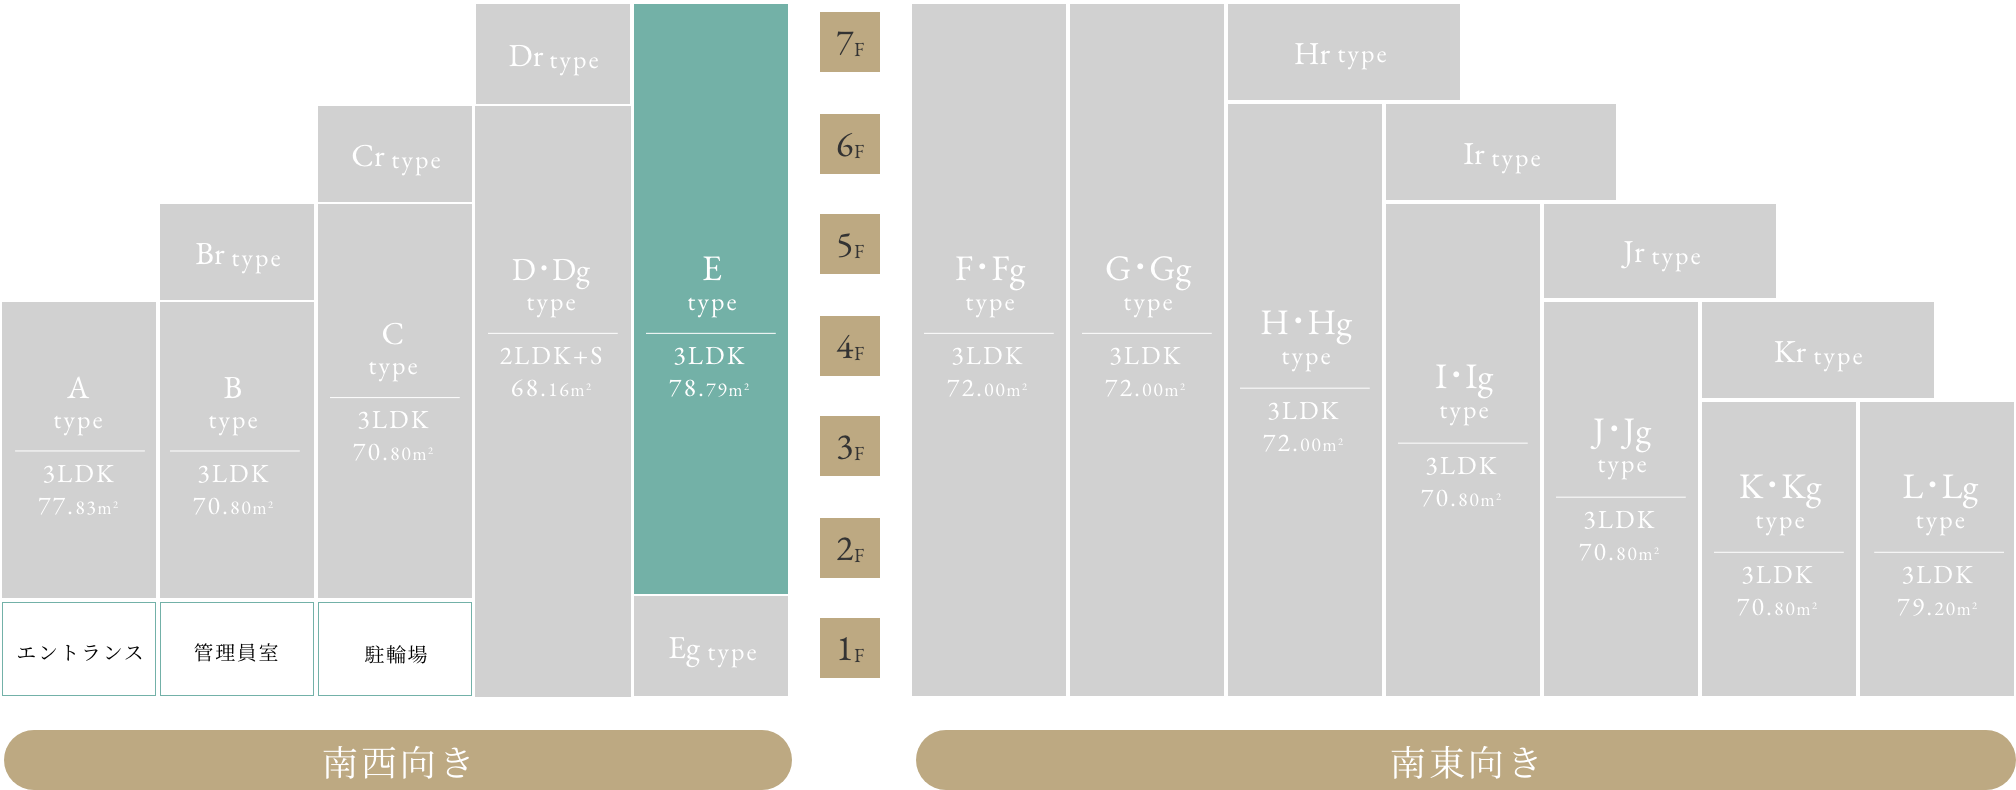 Dr type
Cr type
Br type
A
type
3LDK
77.83m²
B
type
3LDK
70.80m²
C
type
3LDK
70.80m²
D・Dg
type
2LDK+S
68.16m²
E
type
3LDK
78.79m²
Eg type
エントランス
管理員室
駐輪場
南西向き
7F
6F
5F
4F
3F
2F
1F
Hr type
Ir type
Jr type
Kr type
F・Fg
type
3LDK
72.00m²
G・Gg
type
3LDK
72.00m²
H・Hg
type
3LDK
72.00m²
I・Ig
type
3LDK
70.80m²
J・Jg
type
3LDK
70.80m²
K・Kg
type
3LDK
70.80m²
L・Lg
type
3LDK
79.20m²
南東向き